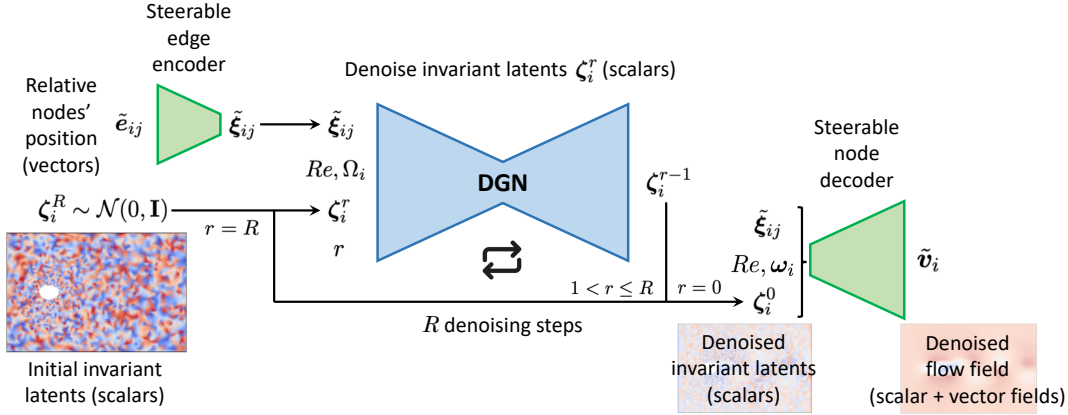 Steerable
edge
encoder
Relative
nodes'
position
(vectors)
ẽ_ij
ξ̃_ij
ξ̃_ij
Denoise invariant latents ζ_i^r (scalars)
Re, Ω_i
DGN
ζ_i^R ∼ N(0, I)
r = R
ζ_i^r
r
ζ_i^{r−1}
1 < r ≤ R
r = 0
R denoising steps
Initial invariant
latents (scalars)
Steerable
node
decoder
ξ̃_ij
Re, ω_i
ζ_i^0
ṽ_i
Denoised
invariant latents
(scalars)
Denoised
flow field
(scalar + vector fields)